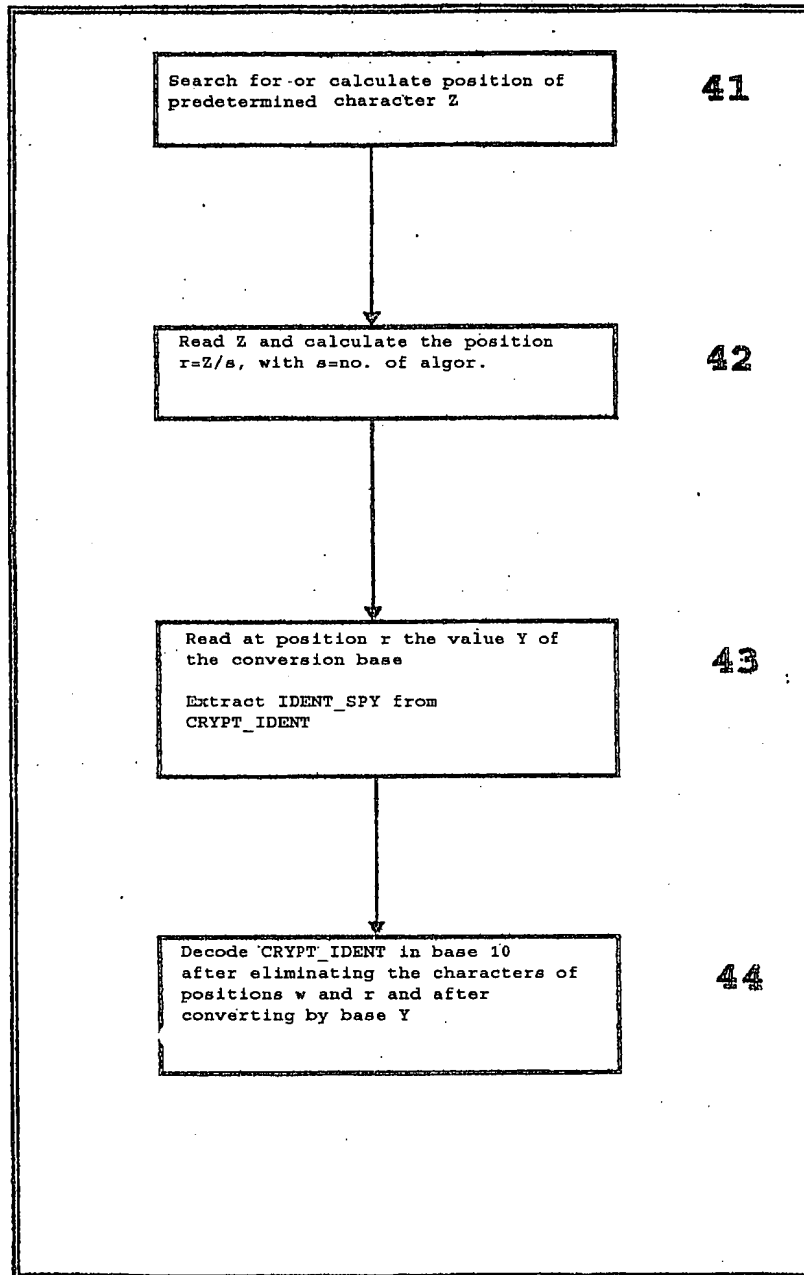 Search for or calculate position of
predetermined character Z
41
Read Z and calculate the position
r=Z/s, with s=no. of algor.
42
Read at position r the value Y of
the conversion base
Extract IDENT_SPY from
CRYPT_IDENT
43
Decode CRYPT_IDENT in base 10
after eliminating the characters of
positions w and r and after
converting by base Y
44